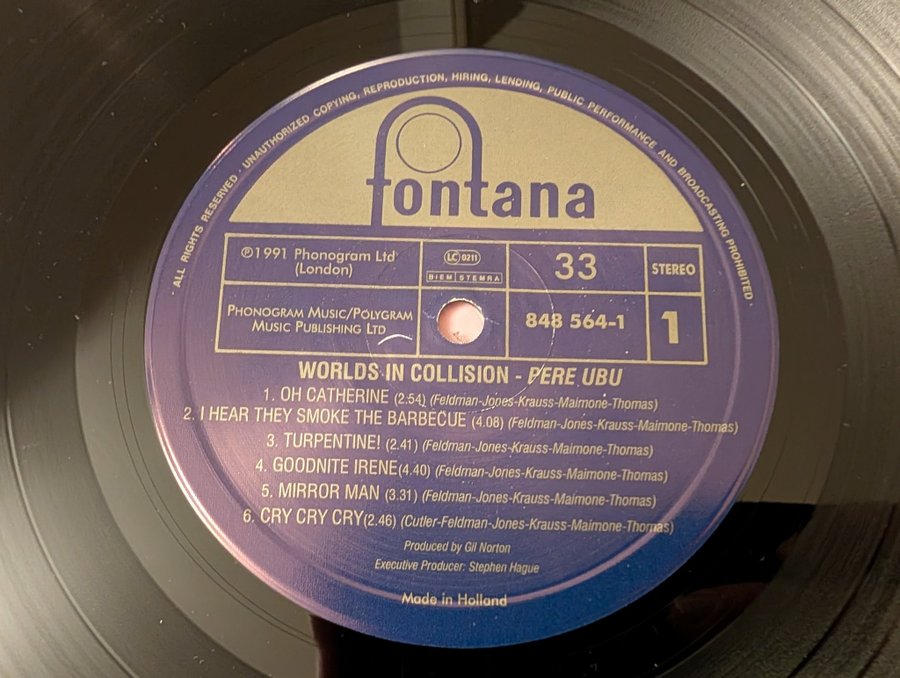 · ALL RIGHTS RESERVED · UNAUTHORIZED COPYING, REPRODUCTION, HIRING, LENDING, PUBLIC PERFORMANCE AND BROADCASTING PROHIBITED ·
fontana
℗1991 Phonogram Ltd
(London)
LC 0211
BIEM STEMRA
33
STEREO
PHONOGRAM MUSIC/POLYGRAM
MUSIC PUBLISHING LTD
848 564-1
1
WORLDS IN COLLISION - PERE UBU
1. OH CATHERINE (2.54) (Feldman-Jones-Krauss-Maimone-Thomas)
2. I HEAR THEY SMOKE THE BARBECUE (4.08) (Feldman-Jones-Krauss-Maimone-Thomas)
3. TURPENTINE! (2.41) (Feldman-Jones-Krauss-Maimone-Thomas)
4. GOODNITE IRENE(4.40) (Feldman-Jones-Krauss-Maimone-Thomas)
5. MIRROR MAN (3.31) (Feldman-Jones-Krauss-Maimone-Thomas)
6. CRY CRY CRY(2.46) (Cutler-Feldman-Jones-Krauss-Maimone-Thomas)
Produced by Gil Norton
Executive Producer: Stephen Hague
Made in Holland